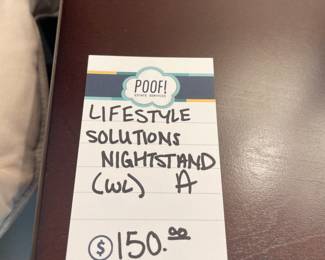 POOF!
ESTATE SERVICES
LIFESTYLE
SOLUTIONS
NIGHTSTAND
(WL) A
$ 150.00